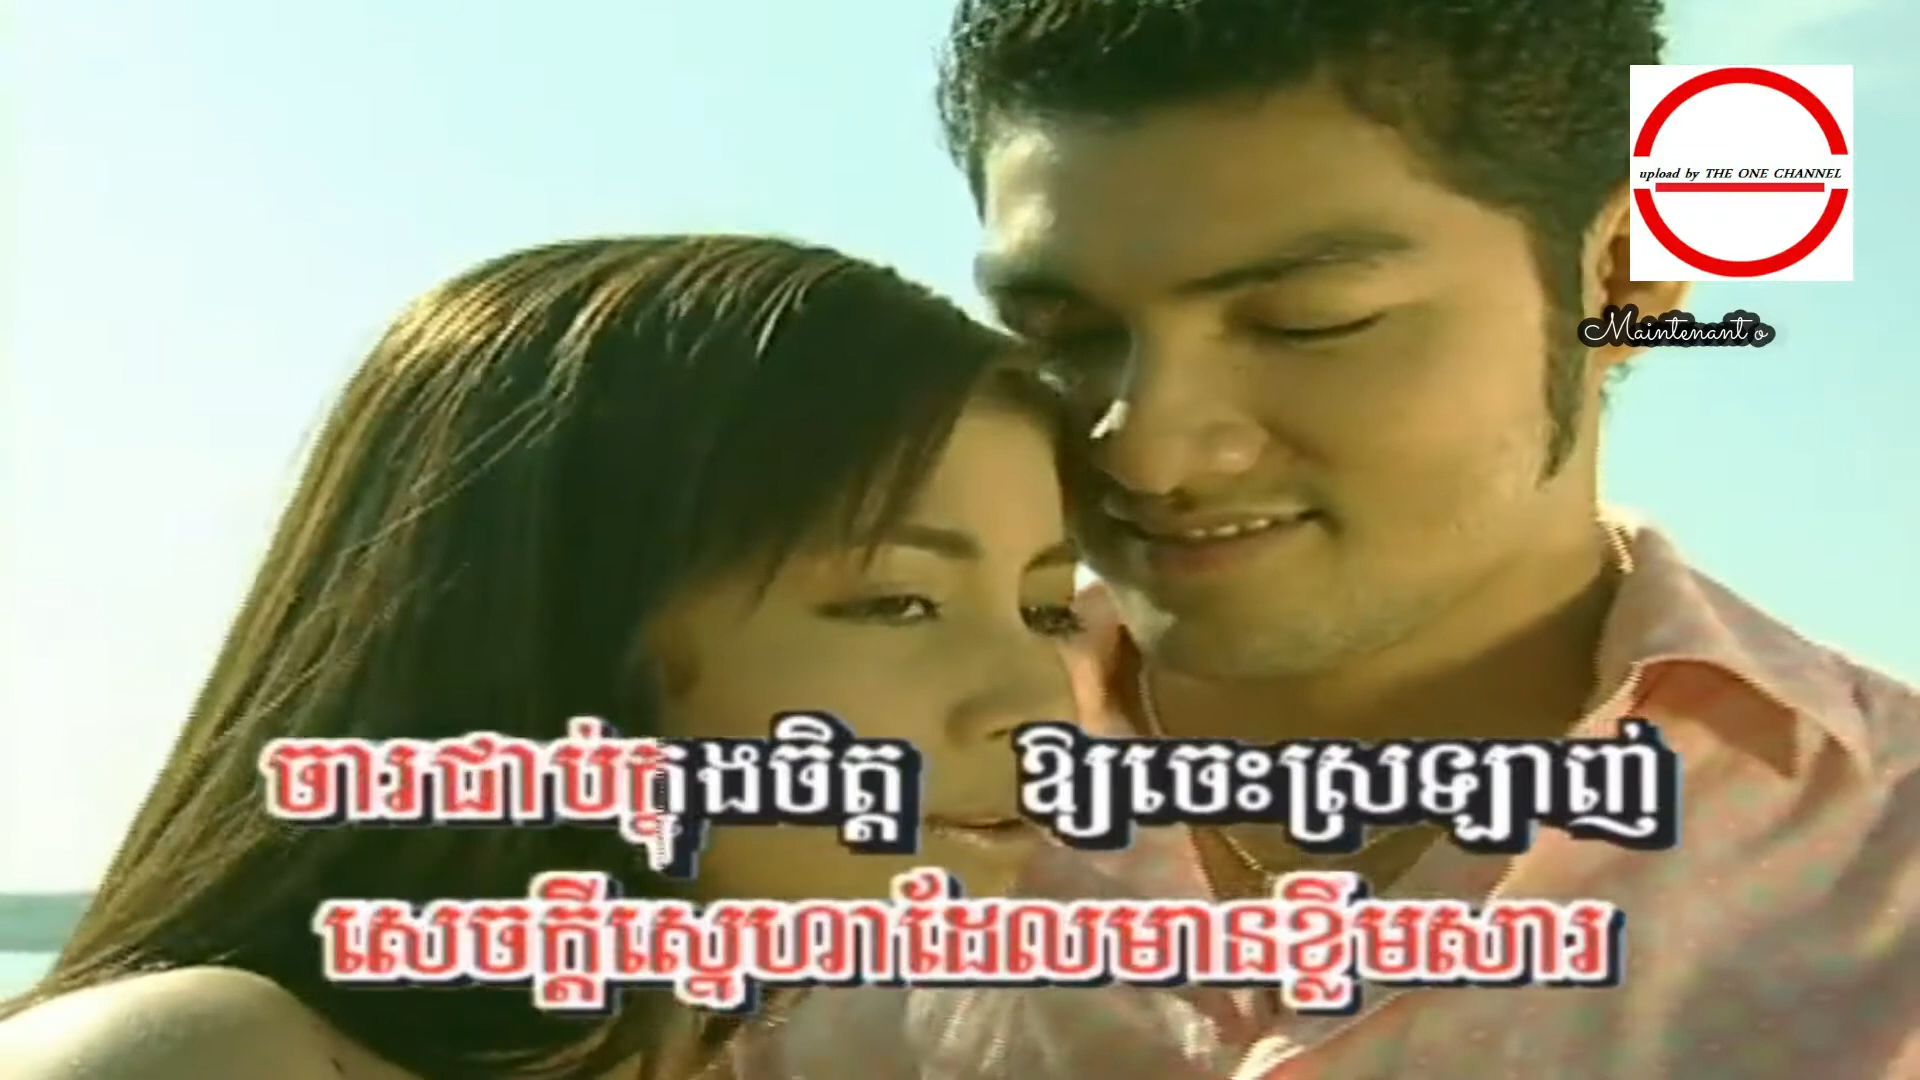 upload by THE ONE CHANNEL
Maintenant o
ចារជាប់ក្នុងចិត្ត ឱ្យចេះស្រឡាញ់
សេចក្ដីស្នេហាដែលមានខ្លឹមសារ